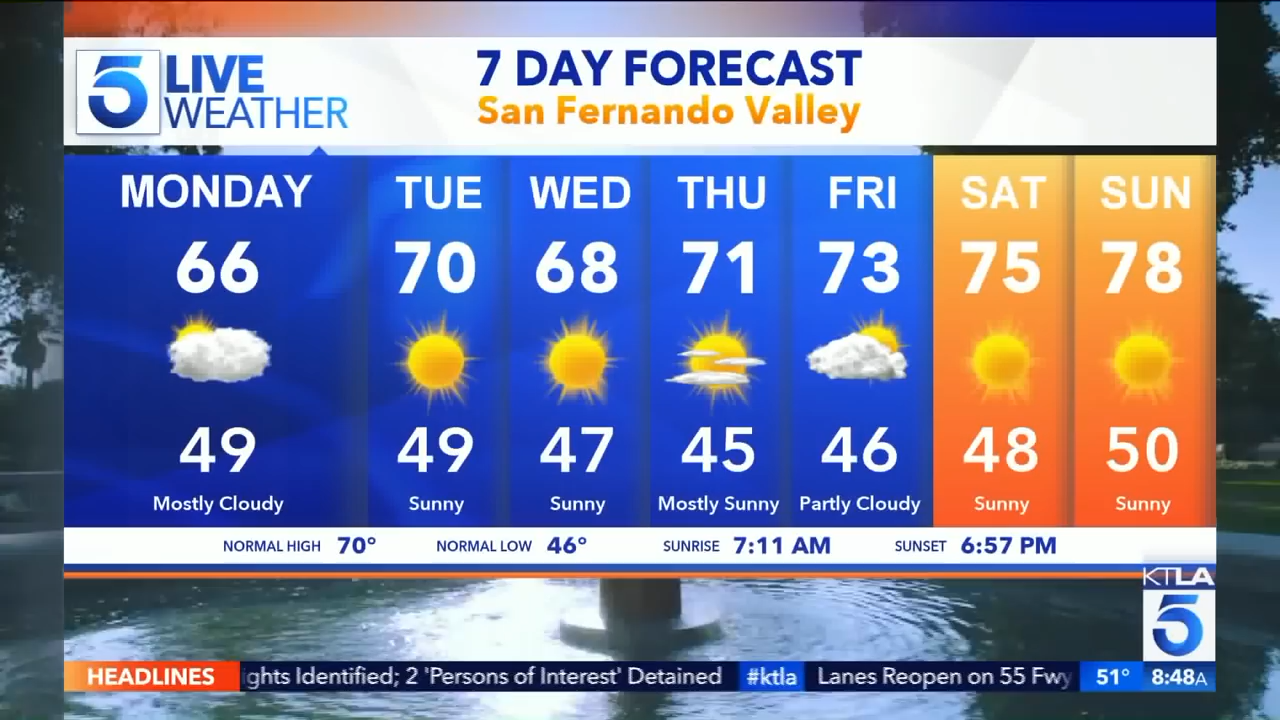 5 LIVE WEATHER
7 DAY FORECAST
San Fernando Valley
MONDAY TUE WED THU FRI SAT SUN
66 70 68 71 73 75 78
49 49 47 45 46 48 50
Mostly Cloudy Sunny Sunny Mostly Sunny Partly Cloudy Sunny Sunny
NORMAL HIGH 70° NORMAL LOW 46° SUNRISE 7:11 AM SUNSET 6:57 PM
KTLA
5
HEADLINES ights Identified; 2 'Persons of Interest' Detained #ktla Lanes Reopen on 55 Fwy 51° 8:48A